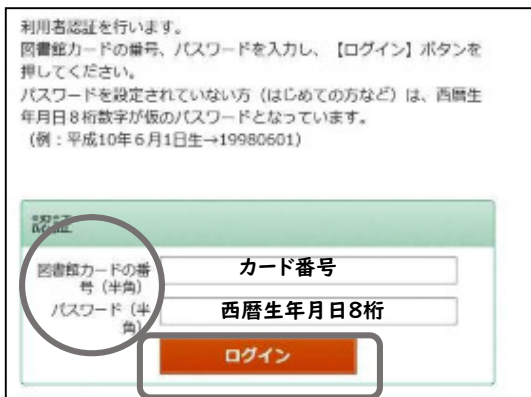 利用者認証を行います。
図書館カードの番号、パスワードを入力し、【ログイン】ボタンを
押してください。
パスワードを設定されていない方（はじめての方など）は、西暦生
年月日８桁数字が仮のパスワードとなっています。
（例：平成10年６月1日生→19980601）
認証
図書館カードの番
号（半角）
カード番号
パスワード（半
角）
西暦生年月日8桁
ログイン